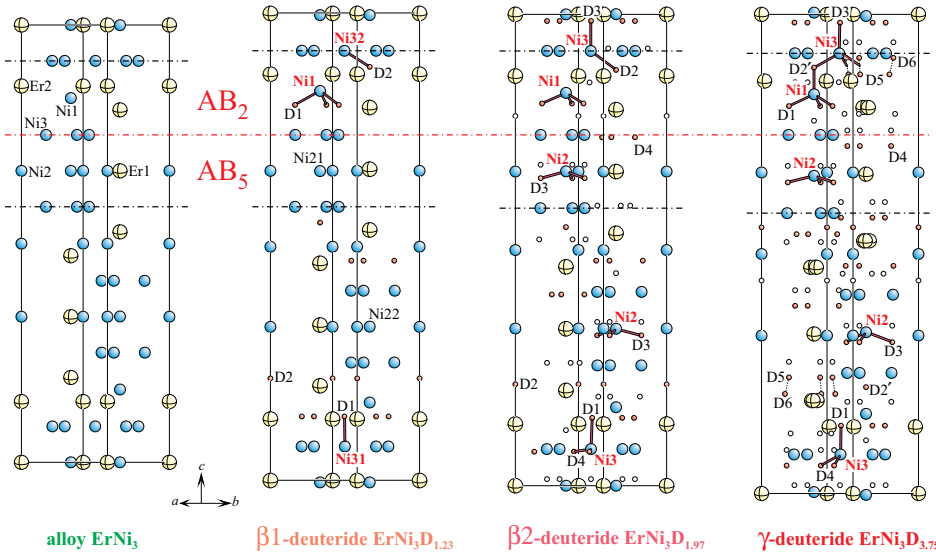 D3
D3
Ni32
Ni3
Ni3
D6
D2
D2
D2′
D5
Er2
Ni1
Ni1
Ni1
Ni1
AB2
D1
D1
Ni3
D4
D4
Ni2
Er1
AB5
Ni21
Ni2
Ni2
D3
Ni22
Ni2
Ni2
D3
D3
D2
D2
D5
D2′
D6
D1
D1
D1
Ni31
D4
Ni3
D4
Ni3
c
a
b
alloy ErNi3
β1-deuteride ErNi3D1.23
β2-deuteride ErNi3D1.97
γ-deuteride ErNi3D3.75